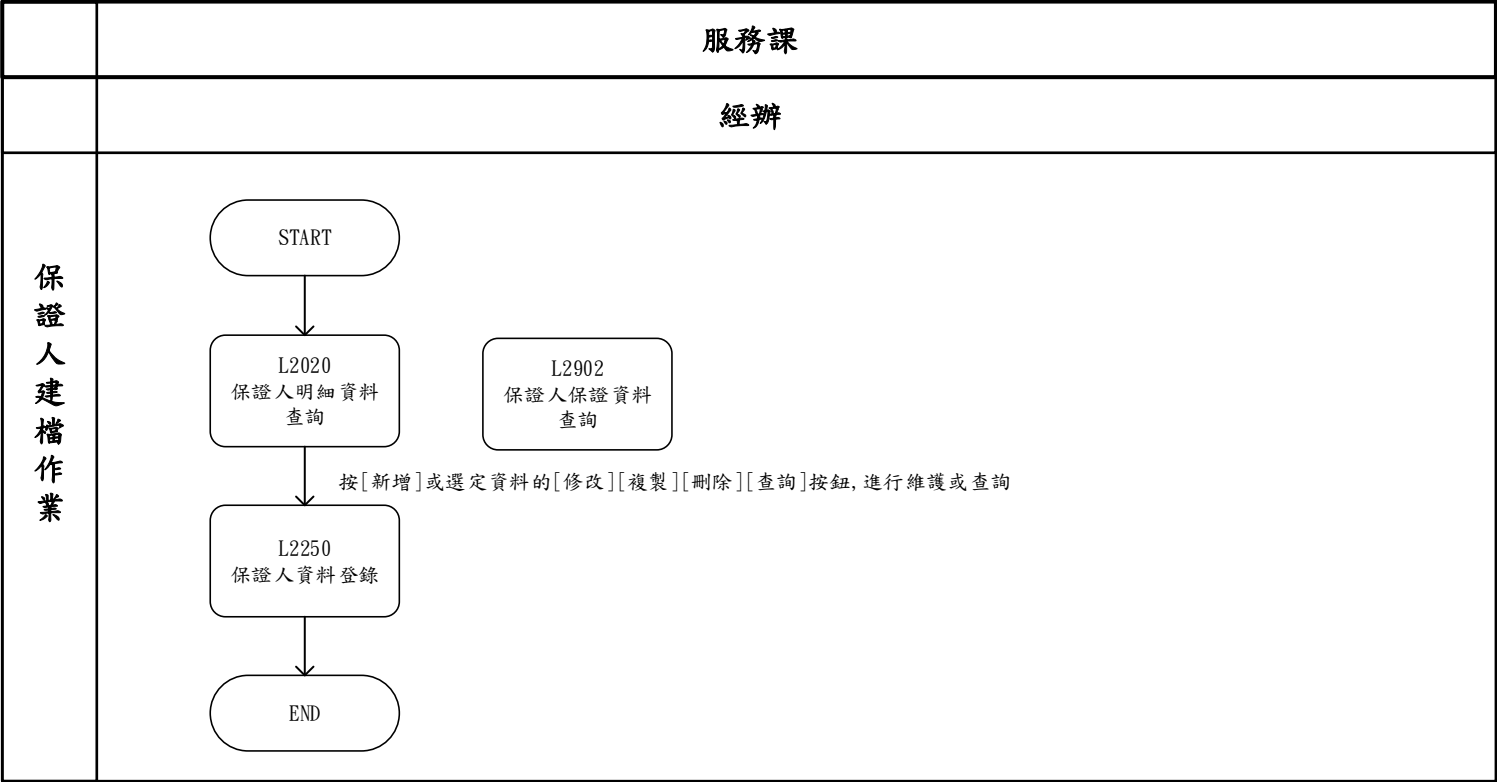 服務課
經辦
保
證
人
建
檔
作
業
START
L2020
保證人明細資料
查詢
L2902
保證人保證資料
查詢
按[新增]或選定資料的[修改][複製][刪除][查詢]按鈕,進行維護或查詢
L2250
保證人資料登錄
END